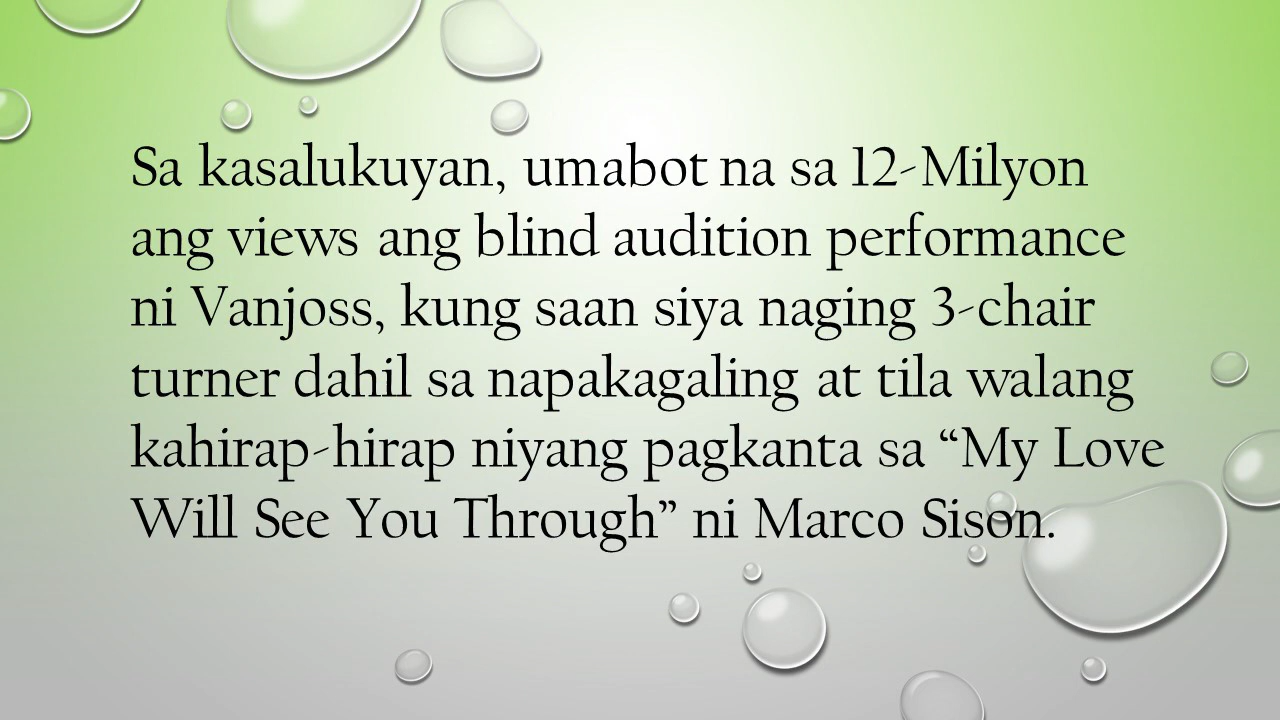 Sa kasalukuyan, umabot na sa 12-Milyon
ang views ang blind audition performance
ni Vanjoss, kung saan siya naging 3-chair
turner dahil sa napakagaling at tila walang
kahirap-hirap niyang pagkanta sa “My Love
Will See You Through” ni Marco Sison.